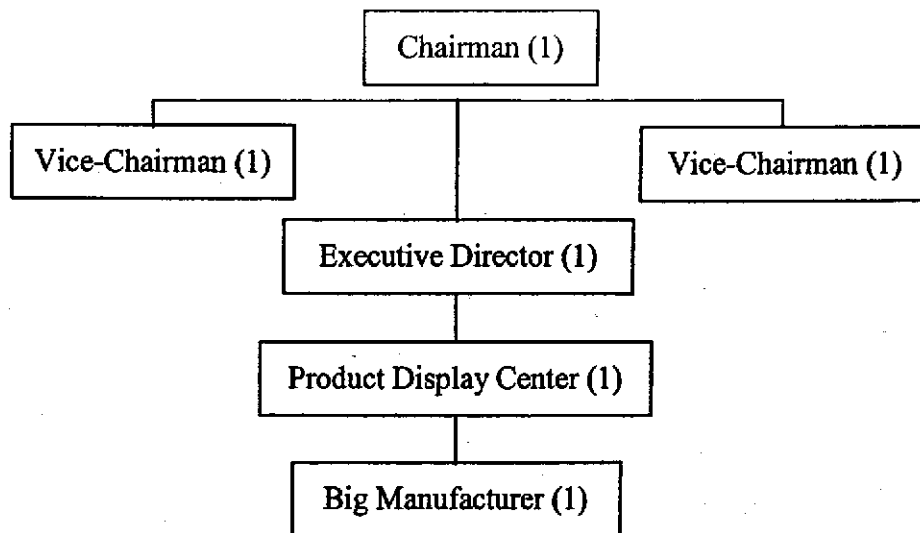 Chairman (1)
Vice-Chairman (1)
Vice-Chairman (1)
Executive Director (1)
Product Display Center (1)
Big Manufacturer (1)